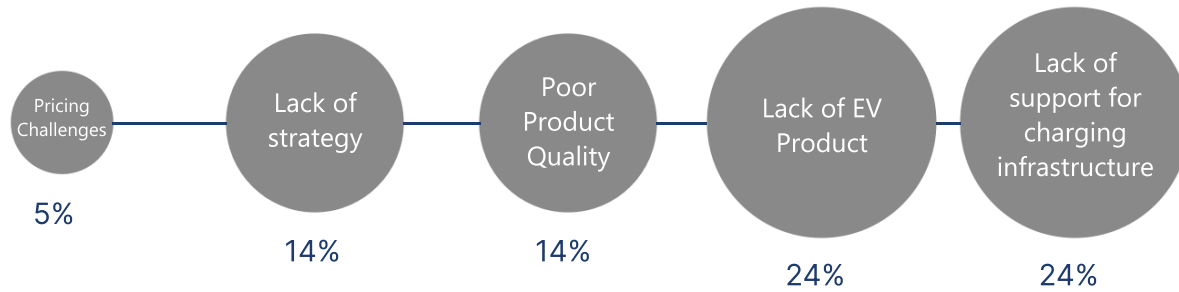 Pricing
Challenges
5%
Lack of
strategy
14%
Poor
Product
Quality
14%
Lack of EV
Product
24%
Lack of
support for
charging
infrastructure
24%